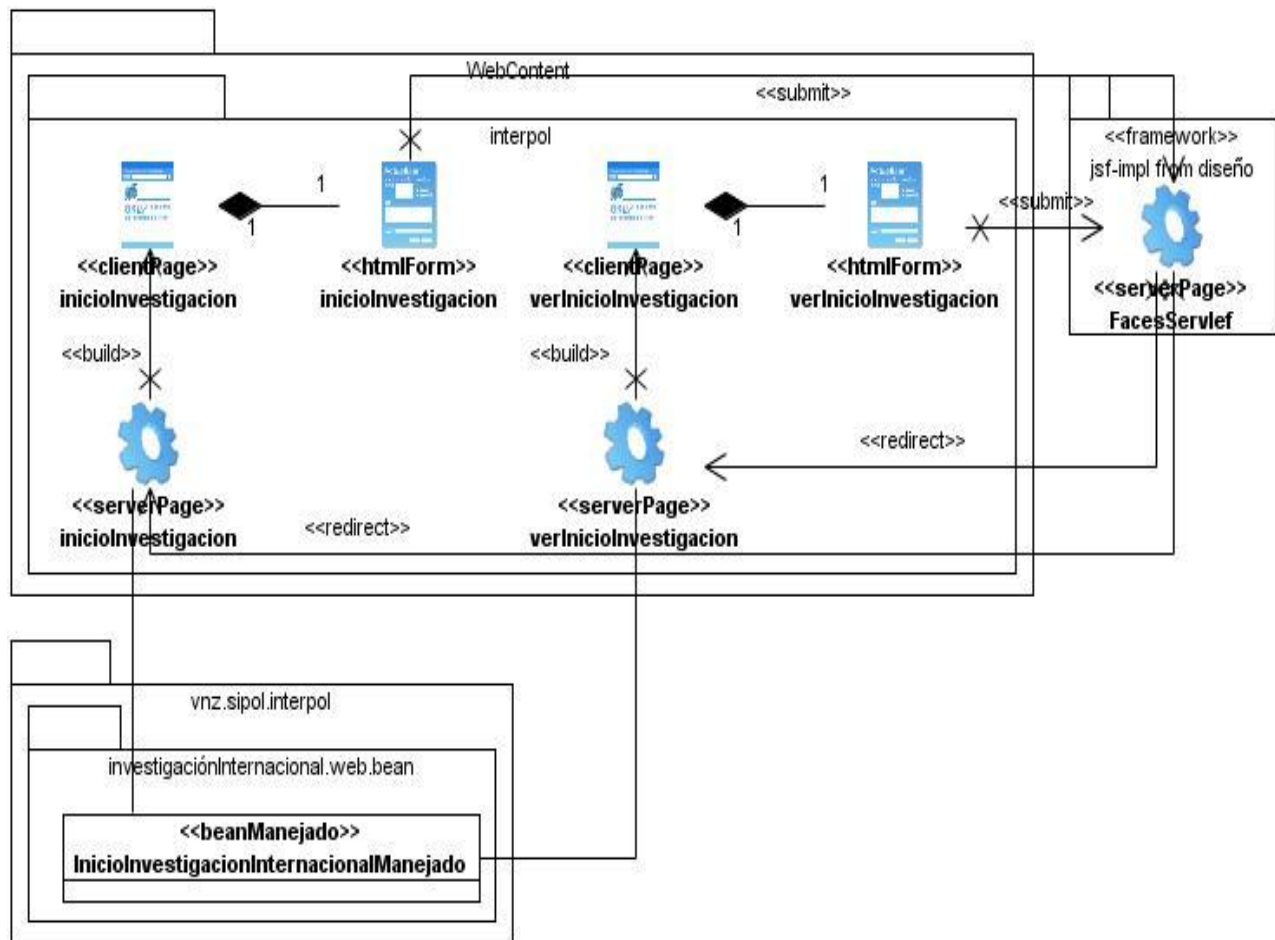 WebContent
<<submit>>
interpol
<<framework>>
jsf-impl from diseño
1
1
1
1
<<submit>>
<<clientPage>>
inicioInvestigacion
<<htmlForm>>
inicioInvestigacion
<<clientPage>>
verInicioInvestigacion
<<htmlForm>>
verInicioInvestigacion
<<serverPage>>
FacesServlef
<<build>>
<<build>>
<<redirect>>
<<serverPage>>
inicioInvestigacion
<<redirect>>
<<serverPage>>
verInicioInvestigacion
vnz.sipol.interpol
investigaciónInternacional.web.bean
<<beanManejado>>
InicioInvestigacionInternacionalManejado